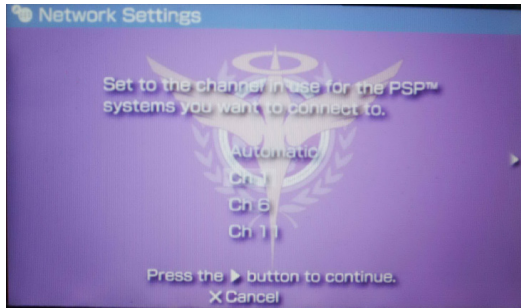 Network Settings
Set to the channel in use for the PSP™
systems you want to connect to.
Automatic
Ch 1
Ch 6
Ch 11
Press the ▶ button to continue.
✕ Cancel